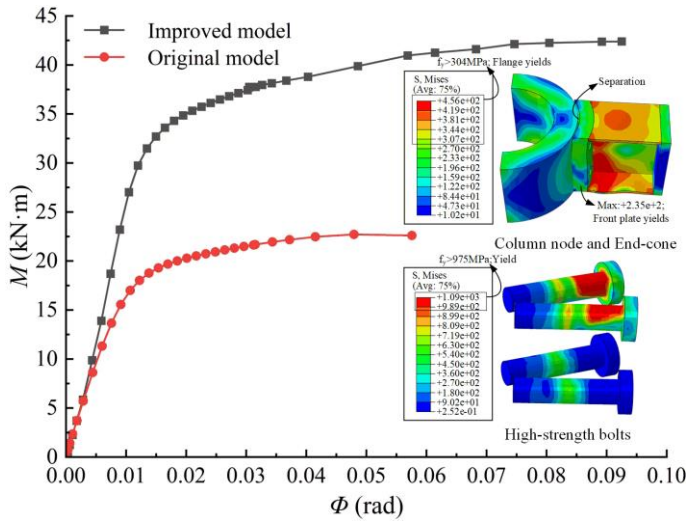 Improved model
Original model
M (kN·m)
45
40
35
30
25
20
15
10
5
0
0.00 0.01 0.02 0.03 0.04 0.05 0.06 0.07 0.08 0.09 0.10
Φ (rad)
fy>304MPa; Flange yields
S, Mises
(Avg: 75%)
+4.56e+02
+4.19e+02
+3.81e+02
+3.44e+02
+3.07e+02
+2.70e+02
+2.33e+02
+1.96e+02
+1.59e+02
+1.22e+02
+8.44e+01
+4.73e+01
+1.02e+01
Separation
Max:+2.35e+2;
Front plate yields
Column node and End-cone
fy>975MPa;Yield
S, Mises
(Avg: 75%)
+1.09e+03
+9.89e+02
+8.99e+02
+8.09e+02
+7.19e+02
+6.30e+02
+5.40e+02
+4.50e+02
+3.60e+02
+2.70e+02
+1.80e+02
+9.02e+01
+2.52e-01
High-strength bolts